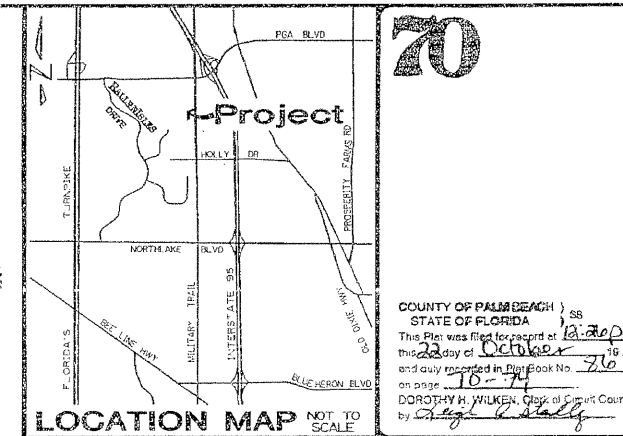 70
PGA BLVD
BALLENISLES
DRIVE
Project
HOLLY DR
PROSPERITY FARMS RD
TURNPIKE
NORTHLAKE BLVD
OLD DIXIE HWY
MILITARY TRAIL
INTERSTATE 95
BEE LINE HWY
FLORIDA'S
BLUE HERON BLVD
LOCATION MAP NOT TO
SCALE
COUNTY OF PALM BEACH } SS
STATE OF FLORIDA
This Plat was filed for record at 12:26 P
this 22 day of October 19
and duly recorded in Plat Book No. 86
on page 70-74
DOROTHY H. WILKEN, Clerk of Circuit Cour
by